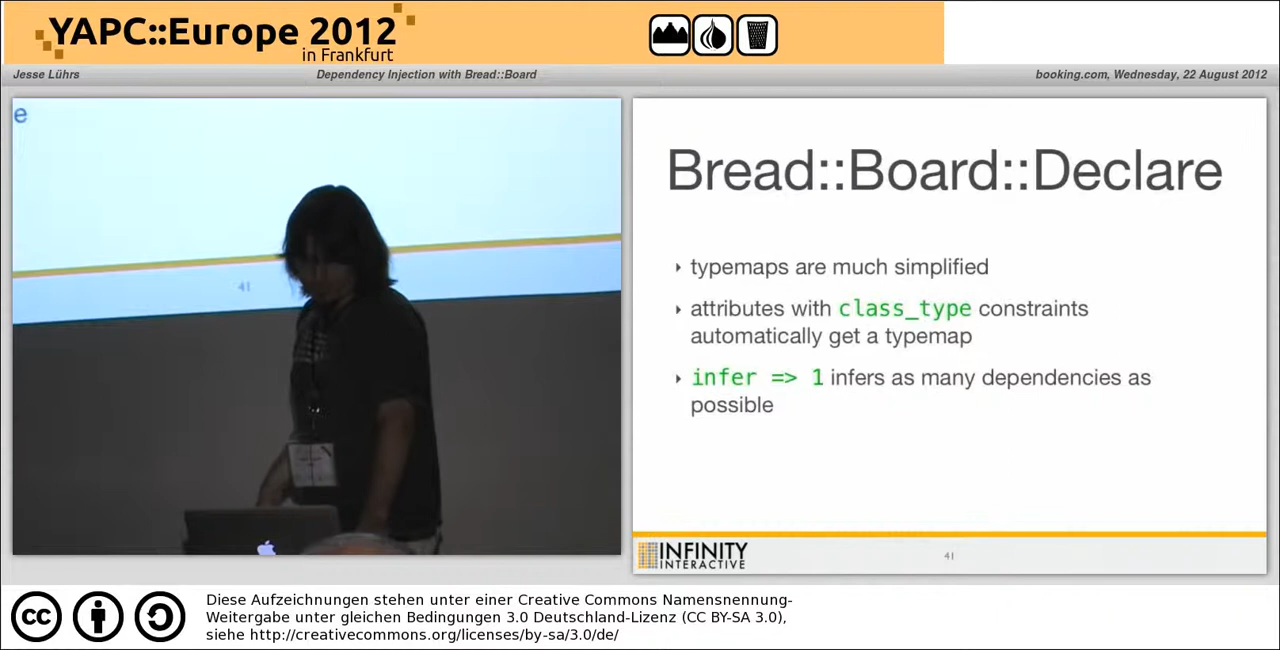 YAPC::Europe 2012
in Frankfurt
Jesse Lührs
Dependency Injection with Bread::Board
booking.com, Wednesday, 22 August 2012
e
41
Bread::Board::Declare
‣ typemaps are much simplified
‣ attributes with class_type constraints
automatically get a typemap
‣ infer => 1 infers as many dependencies as
possible
INFINITY
INTERACTIVE
41
cc
Diese Aufzeichnungen stehen unter einer Creative Commons Namensnennung-
Weitergabe unter gleichen Bedingungen 3.0 Deutschland-Lizenz (CC BY-SA 3.0),
siehe http://creativecommons.org/licenses/by-sa/3.0/de/